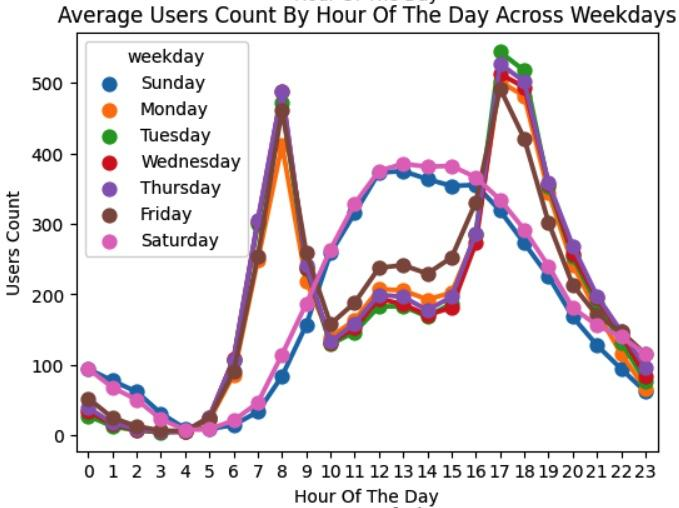 Average Users Count By Hour Of The Day Across Weekdays
weekday
Sunday
Monday
Tuesday
Wednesday
Thursday
Friday
Saturday
Users Count
500
400
300
200
100
0
0 1 2 3 4 5 6 7 8 9 10 11 12 13 14 15 16 17 18 19 20 21 22 23
Hour Of The Day